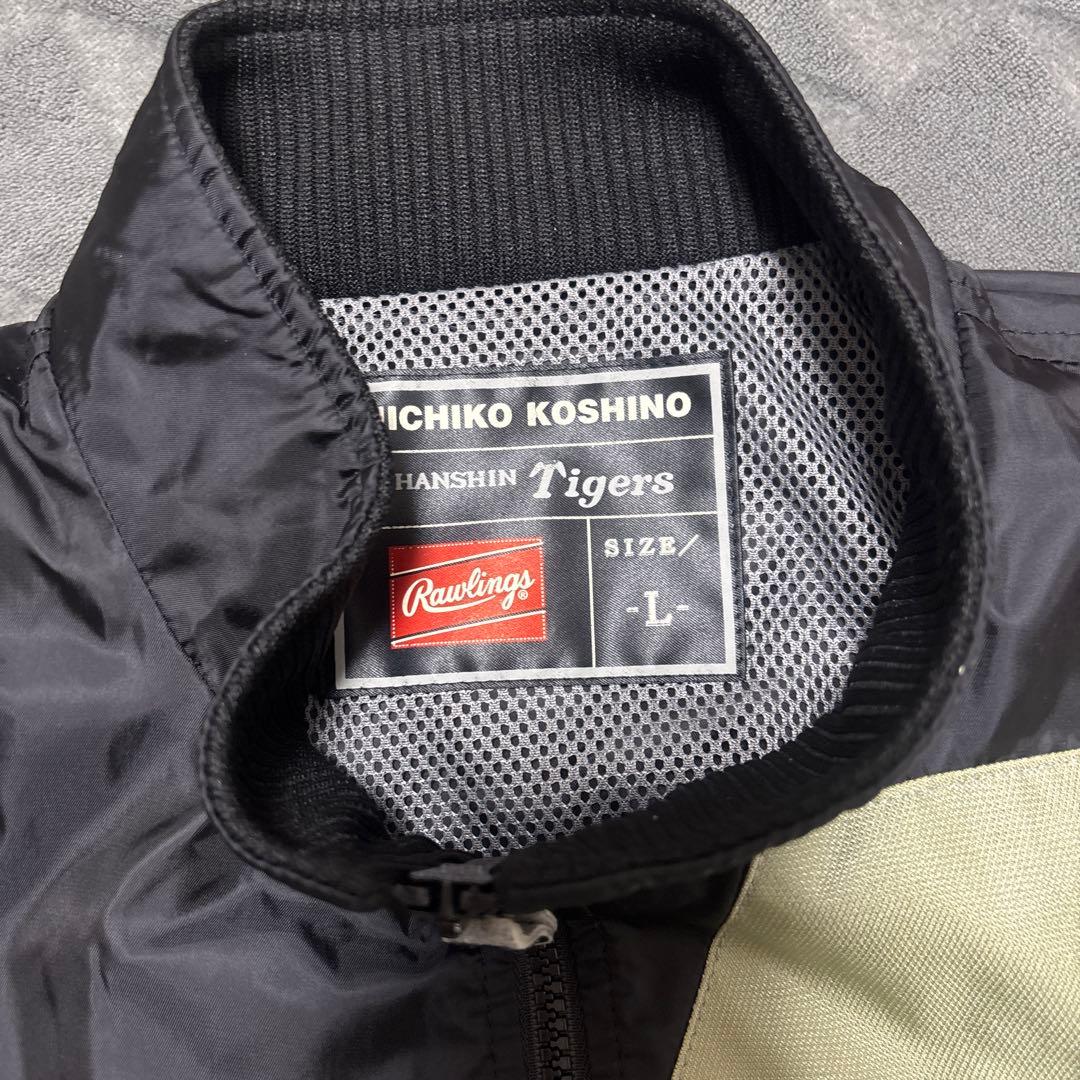 MICHIKO KOSHINO
HANSHIN Tigers
Rawlings®
SIZE/
-L-